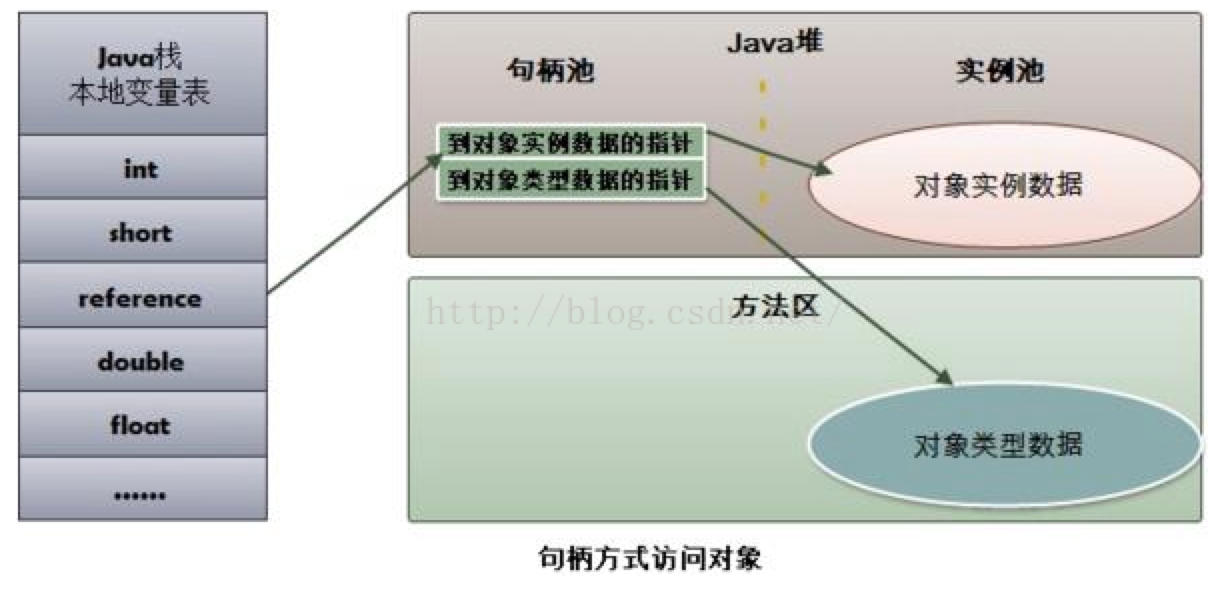 Java栈
本地变量表
int
short
reference
double
float
......
Java堆
句柄池
实例池
到对象实例数据的指针
到对象类型数据的指针
对象实例数据
方法区
http://blog.csdn.net/
对象类型数据
句柄方式访问对象